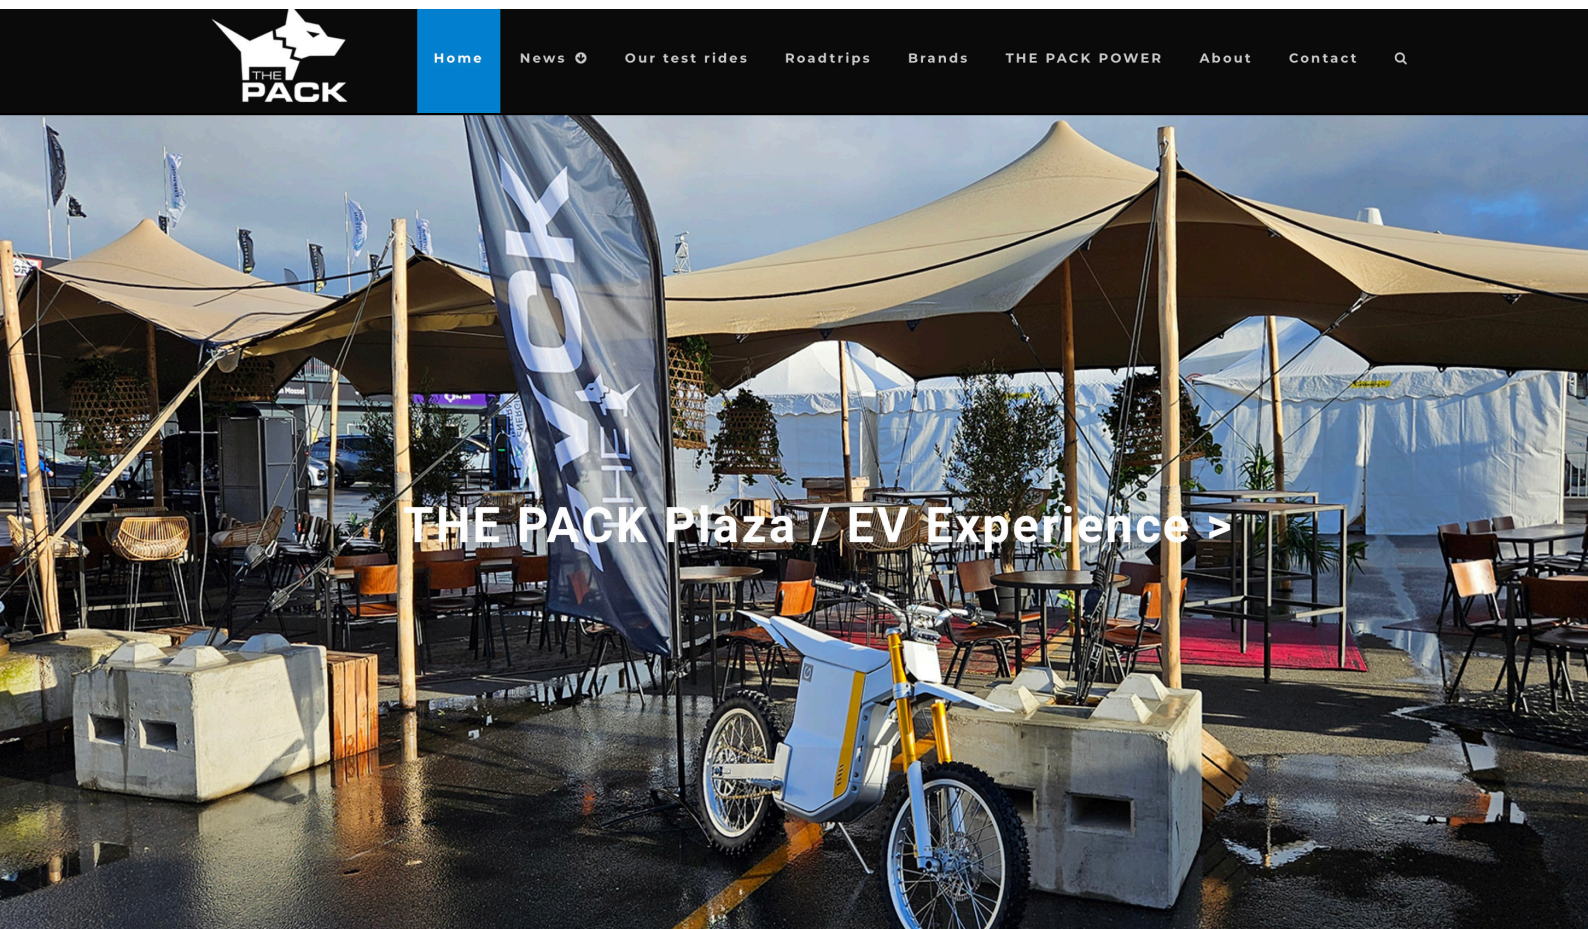 THE
PACK
Home
News
Our test rides
Roadtrips
Brands
THE PACK POWER
About
Contact
THE PACK
THE PACK Plaza / EV Experience >